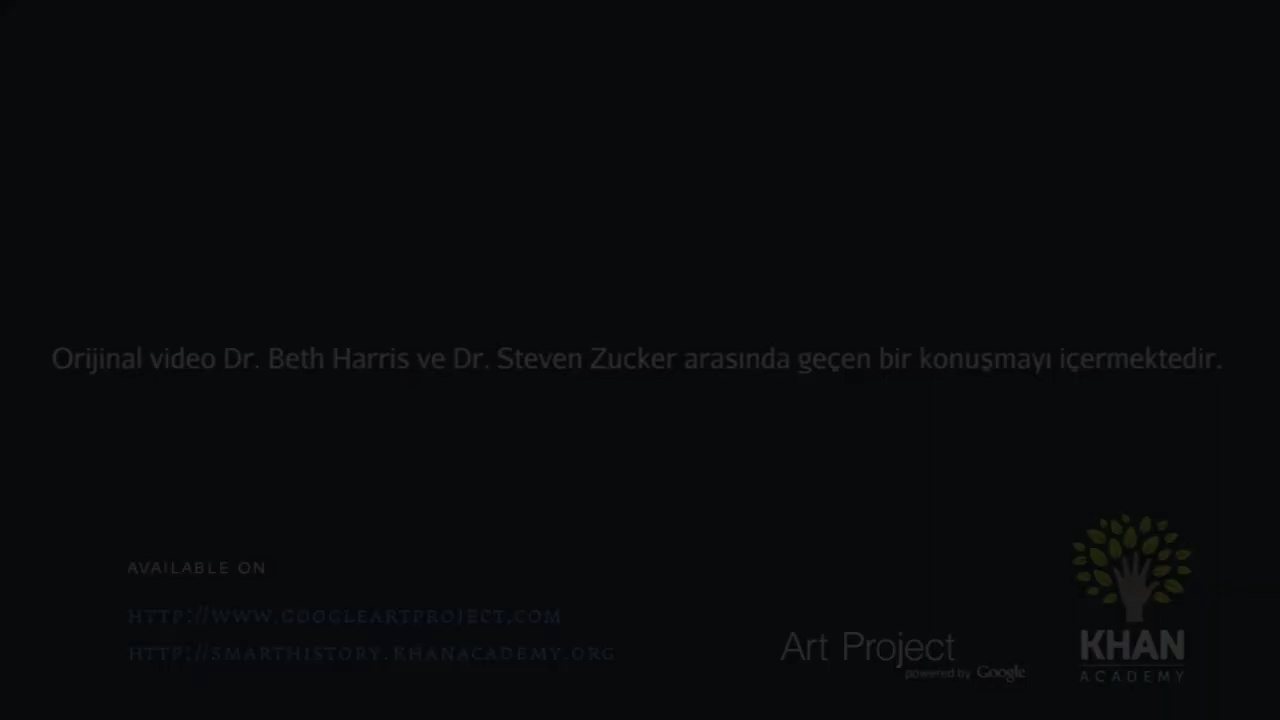 Orijinal video Dr. Beth Harris ve Dr. Steven Zucker arasında geçen bir konuşmayı içermektedir.
AVAILABLE ON
HTTP://WWW.GOOGLEARTPROJECT.COM
HTTP://SMARTHISTORY.KHANACADEMY.ORG
Art Project
powered by Google
KHAN
ACADEMY